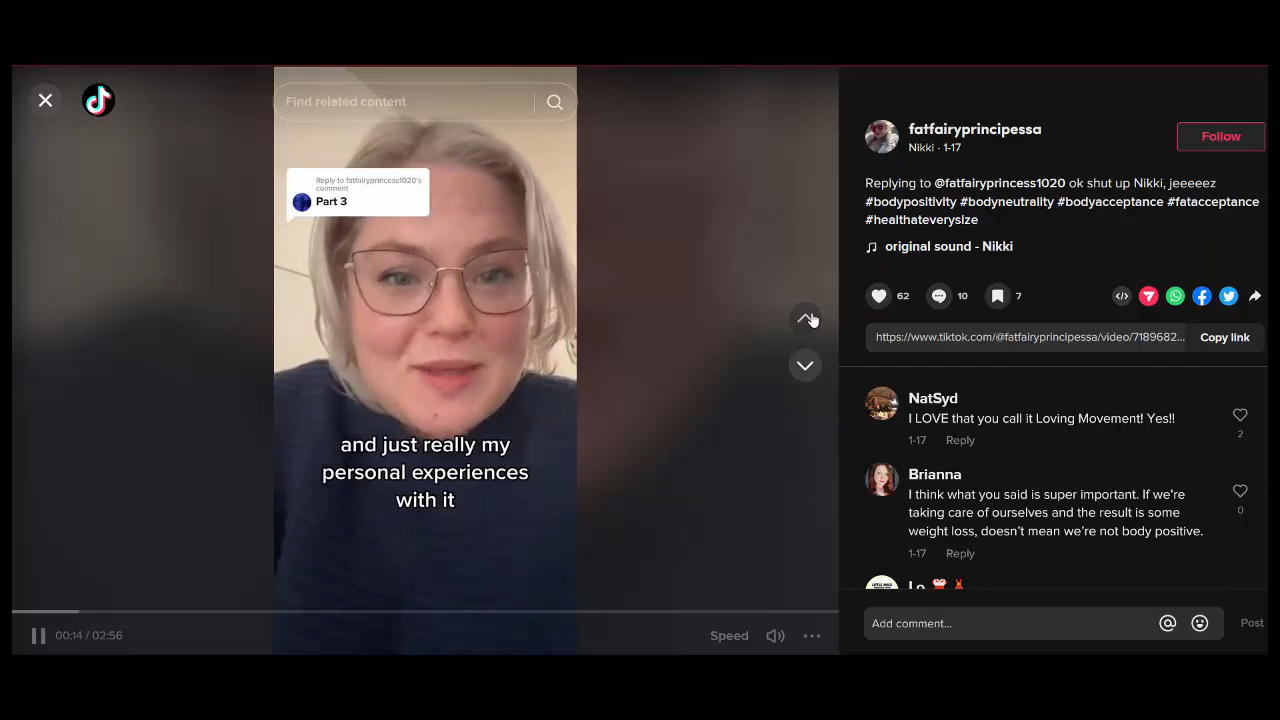 Find related content
Reply to fatfairyprincess1020's
comment
Part 3
and just really my
personal experiences
with it
00:14 / 02:56
Speed
fatfairyprincipessa
Nikki · 1-17
Follow
Replying to @fatfairyprincess1020 ok shut up Nikki, jeeeeez
#bodypositivity #bodyneutrality #bodyacceptance #fatacceptance
#healthateverysize
original sound - Nikki
62
10
7
https://www.tiktok.com/@fatfairyprincipessa/video/7189682...
Copy link
NatSyd
I LOVE that you call it Loving Movement! Yes!!
1-17 Reply
2
Brianna
I think what you said is super important. If we're
taking care of ourselves and the result is some
weight loss, doesn't mean we're not body positive.
1-17 Reply
0
Add comment...
Post